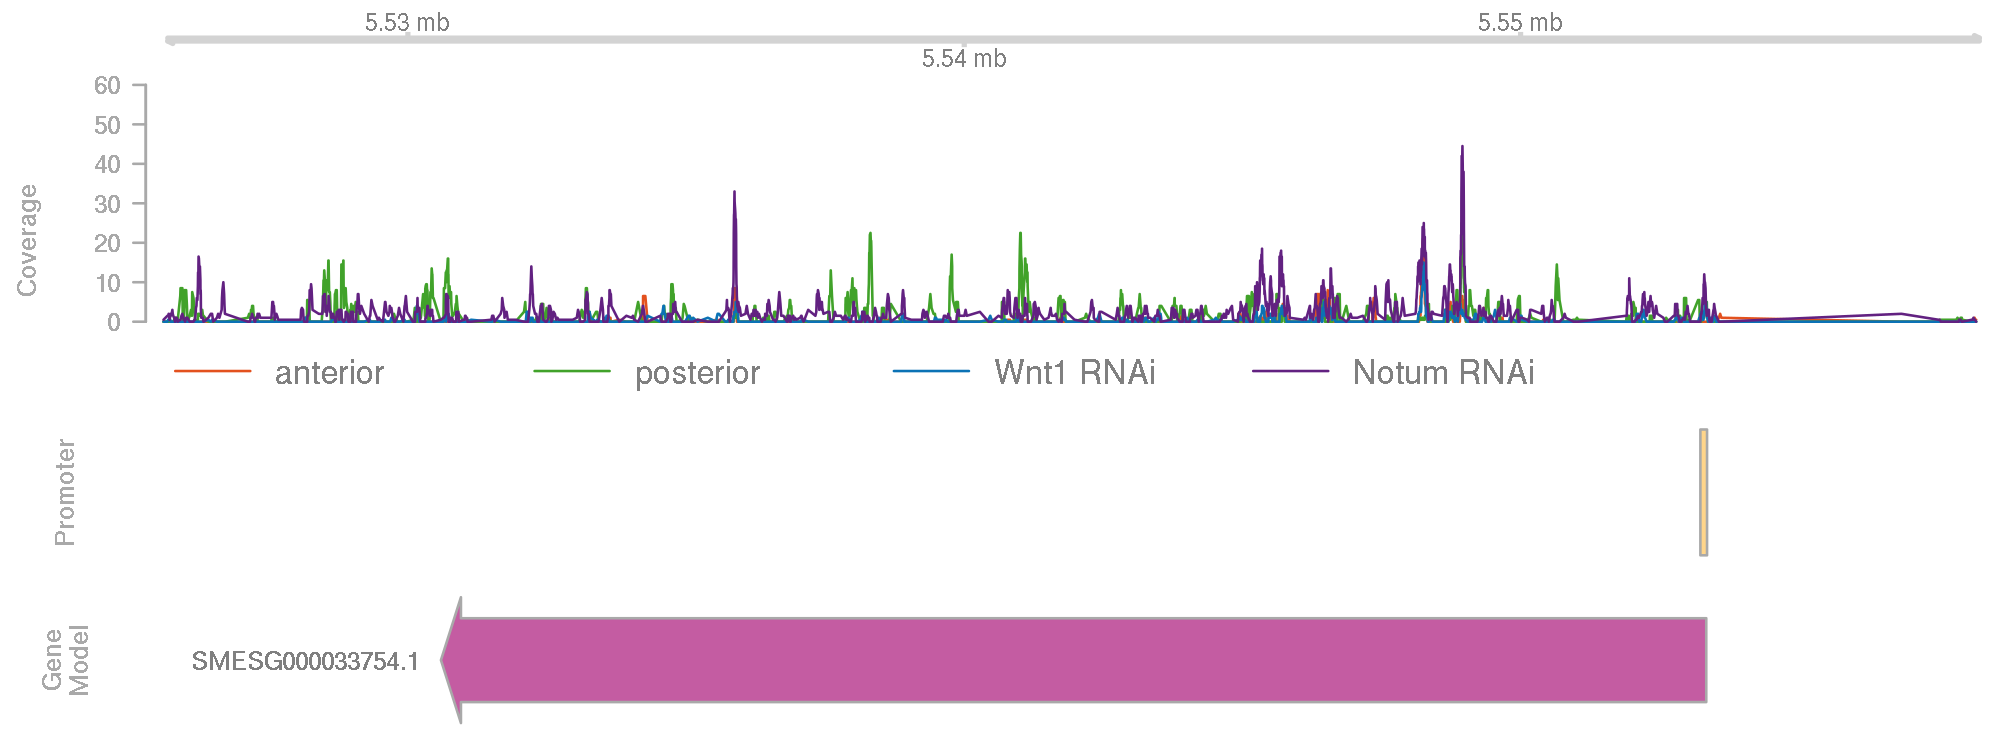 5.53 mb
5.55 mb
5.54 mb
Coverage
60
50
40
30
20
10
0
anterior posterior Wnt1 RNAi Notum RNAi
Promoter
Gene
Model
SMESG000033754.1